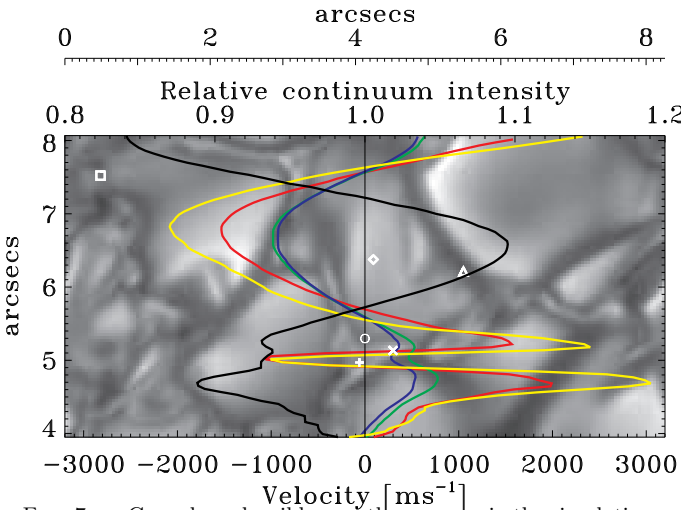 arcsecs
0 2 4 6 8
Relative continuum intensity
0.8 0.9 1.0 1.1 1.2
8
7
6
5
4
arcsecs
−3000 −2000 −1000 0 1000 2000 3000
Velocity [ms⁻¹]